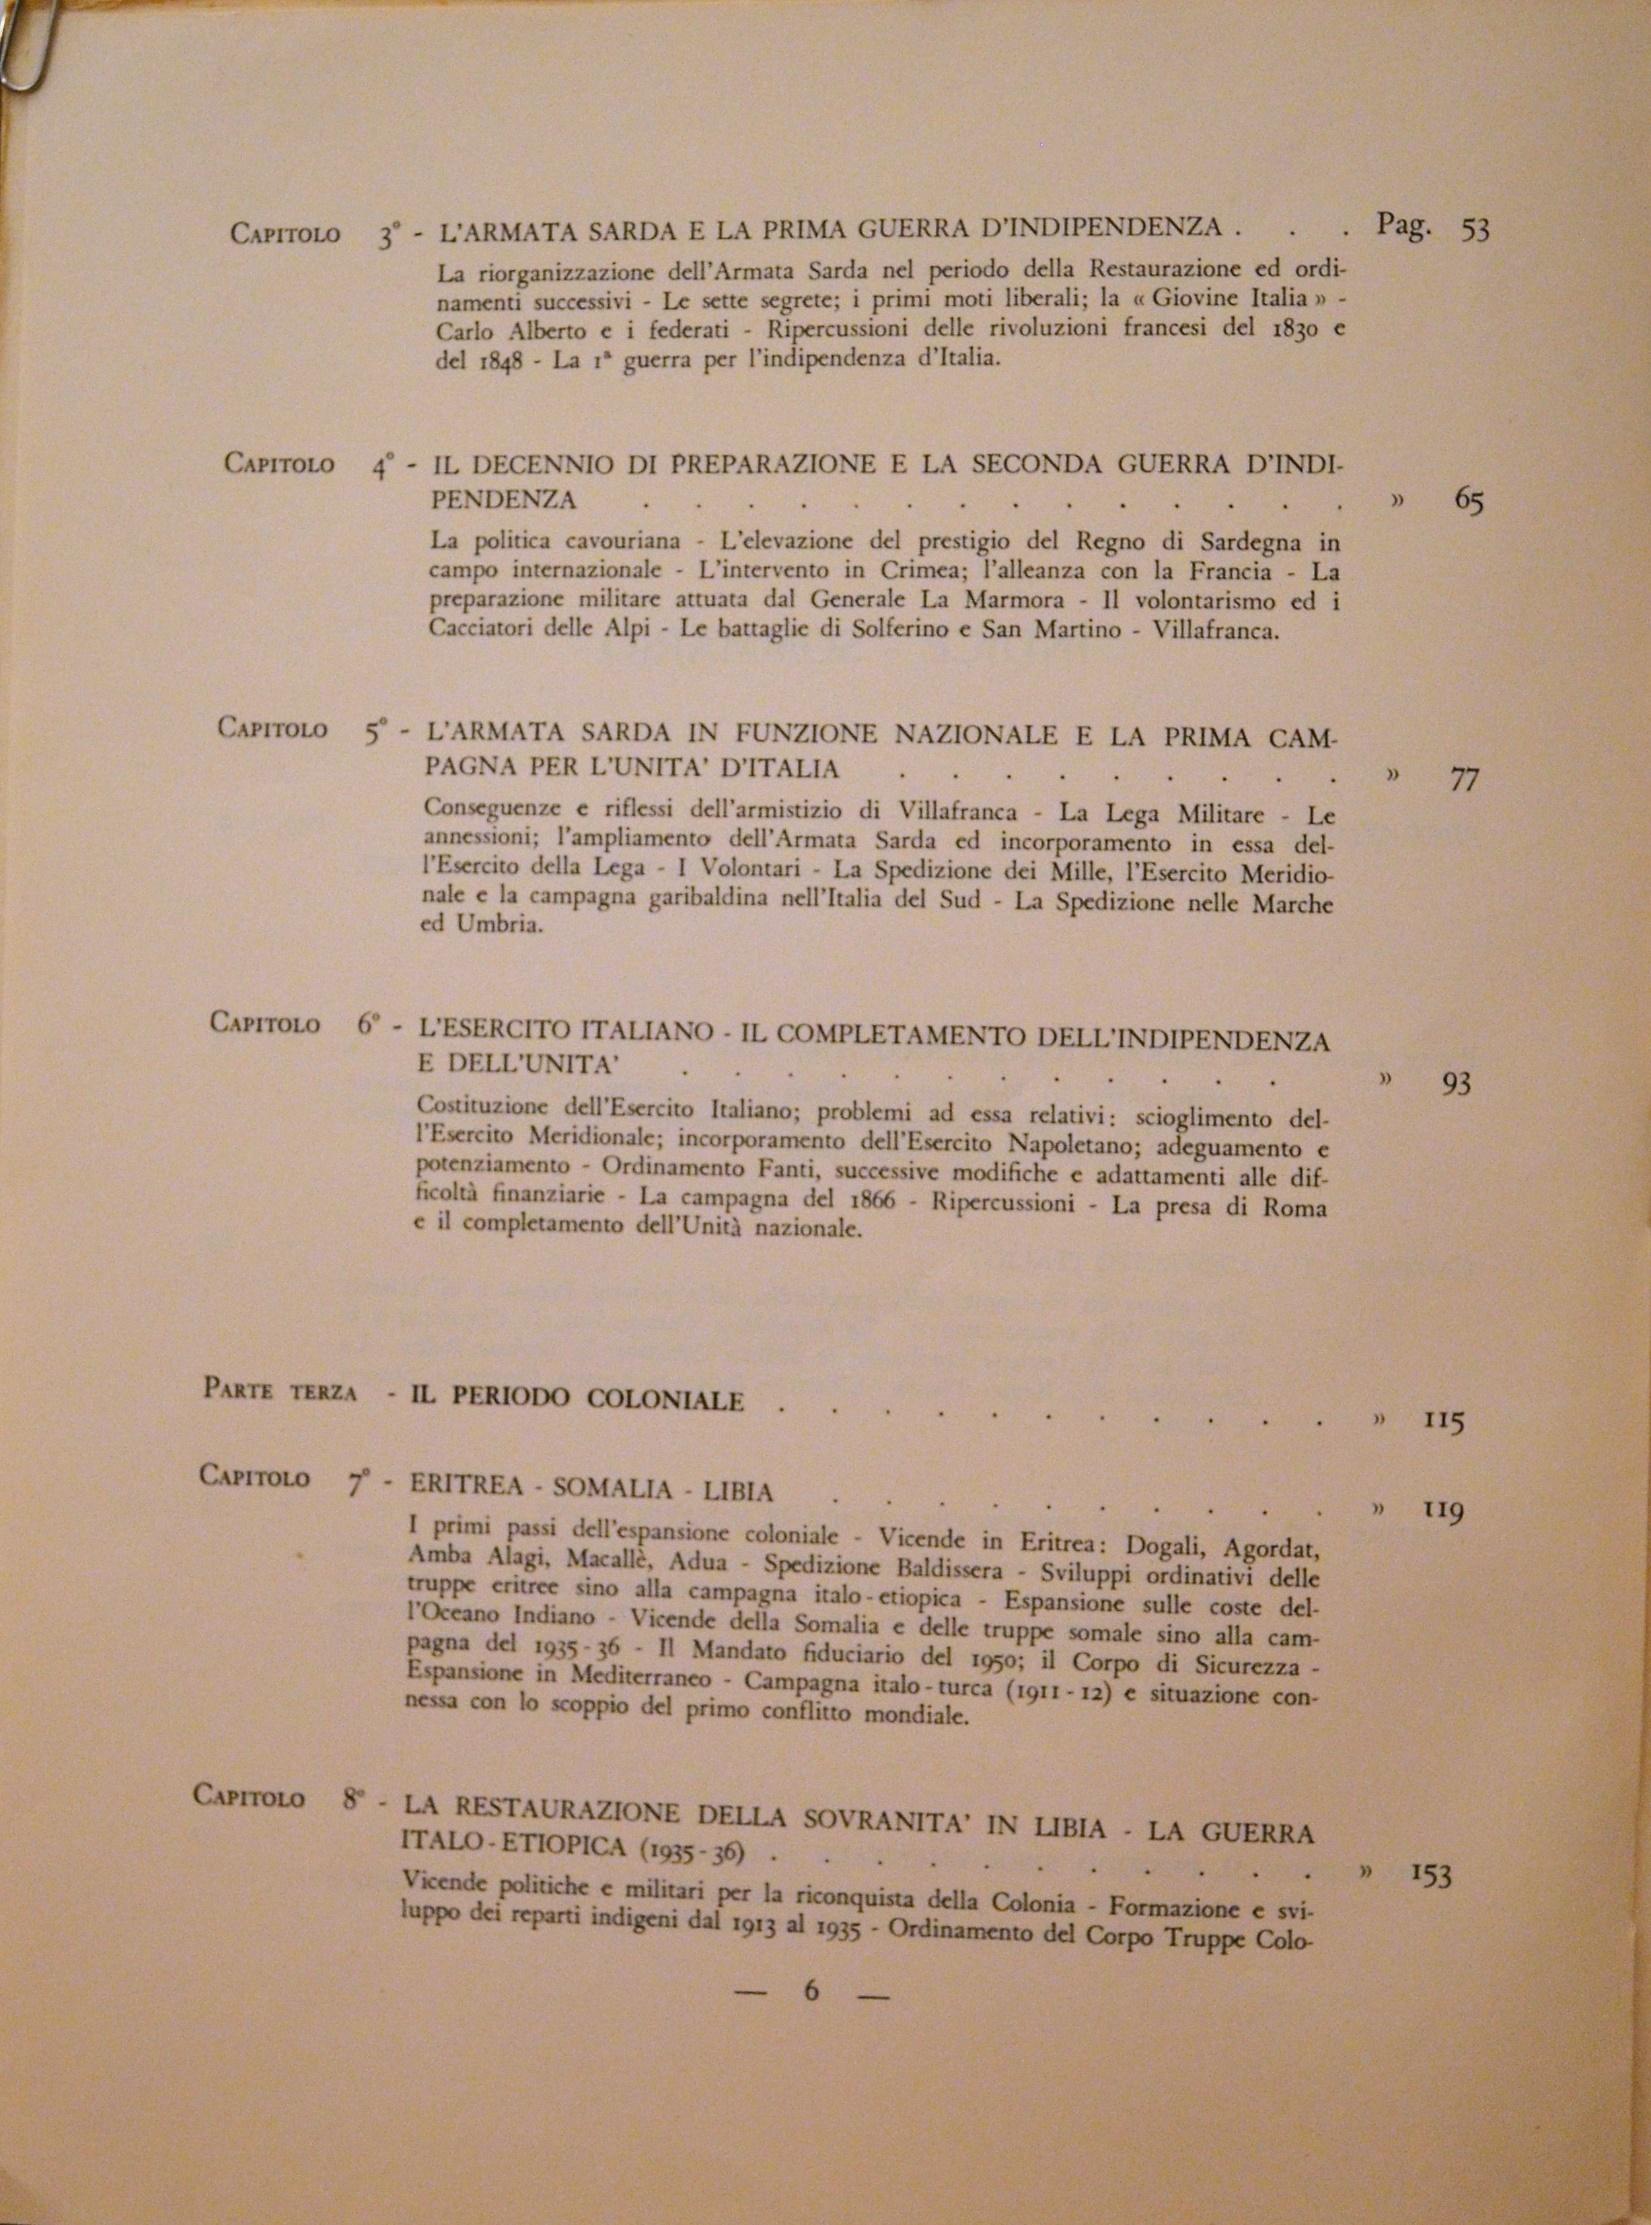 CAPITOLO 3° - L'ARMATA SARDA E LA PRIMA GUERRA D'INDIPENDENZA . . . Pag. 53
La riorganizzazione dell'Armata Sarda nel periodo della Restaurazione ed ordi-
namenti successivi - Le sette segrete; i primi moti liberali; la « Giovine Italia » -
Carlo Alberto e i federati - Ripercussioni delle rivoluzioni francesi del 1830 e
del 1848 - La 1ª guerra per l'indipendenza d'Italia.
CAPITOLO 4° - IL DECENNIO DI PREPARAZIONE E LA SECONDA GUERRA D'INDI-
PENDENZA . . . . . . . . . . . . . . » 65
La politica cavouriana - L'elevazione del prestigio del Regno di Sardegna in
campo internazionale - L'intervento in Crimea; l'alleanza con la Francia - La
preparazione militare attuata dal Generale La Marmora - Il volontarismo ed i
Cacciatori delle Alpi - Le battaglie di Solferino e San Martino - Villafranca.
CAPITOLO 5° - L'ARMATA SARDA IN FUNZIONE NAZIONALE E LA PRIMA CAM-
PAGNA PER L'UNITA' D'ITALIA . . . . . . . . . » 77
Conseguenze e riflessi dell'armistizio di Villafranca - La Lega Militare - Le
annessioni; l'ampliamento dell'Armata Sarda ed incorporamento in essa del-
l'Esercito della Lega - I Volontari - La Spedizione dei Mille, l'Esercito Meridio-
nale e la campagna garibaldina nell'Italia del Sud - La Spedizione nelle Marche
ed Umbria.
CAPITOLO 6° - L'ESERCITO ITALIANO - IL COMPLETAMENTO DELL'INDIPENDENZA
E DELL'UNITA' . . . . . . . . . . . . » 93
Costituzione dell'Esercito Italiano; problemi ad essa relativi: scioglimento del-
l'Esercito Meridionale; incorporamento dell'Esercito Napoletano; adeguamento e
potenziamento - Ordinamento Fanti, successive modifiche e adattamenti alle dif-
ficoltà finanziarie - La campagna del 1866 - Ripercussioni - La presa di Roma
e il completamento dell'Unità nazionale.
PARTE TERZA - IL PERIODO COLONIALE . . . . . . . . . . . » 115
CAPITOLO 7° - ERITREA - SOMALIA - LIBIA . . . . . . . . . . » 119
I primi passi dell'espansione coloniale - Vicende in Eritrea: Dogali, Agordat,
Amba Alagi, Macallè, Adua - Spedizione Baldissera - Sviluppi ordinativi delle
truppe eritree sino alla campagna italo-etiopica - Espansione sulle coste del-
l'Oceano Indiano - Vicende della Somalia e delle truppe somale sino alla cam-
pagna del 1935-36 - Il Mandato fiduciario del 1950; il Corpo di Sicurezza -
Espansione in Mediterraneo - Campagna italo-turca (1911-12) e situazione con-
nessa con lo scoppio del primo conflitto mondiale.
CAPITOLO 8° - LA RESTAURAZIONE DELLA SOVRANITA' IN LIBIA - LA GUERRA
ITALO-ETIOPICA (1935-36) . . . . . . . . . . . » 153
Vicende politiche e militari per la riconquista della Colonia - Formazione e svi-
luppo dei reparti indigeni dal 1913 al 1935 - Ordinamento del Corpo Truppe Colo-
— 6 —